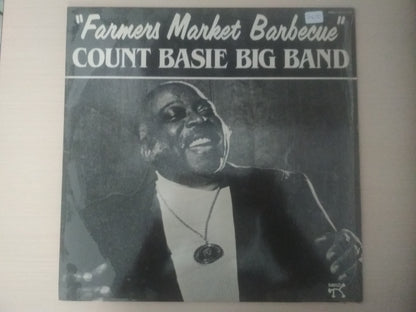 "Farmers Market Barbecue"
COUNT BASIE BIG BAND